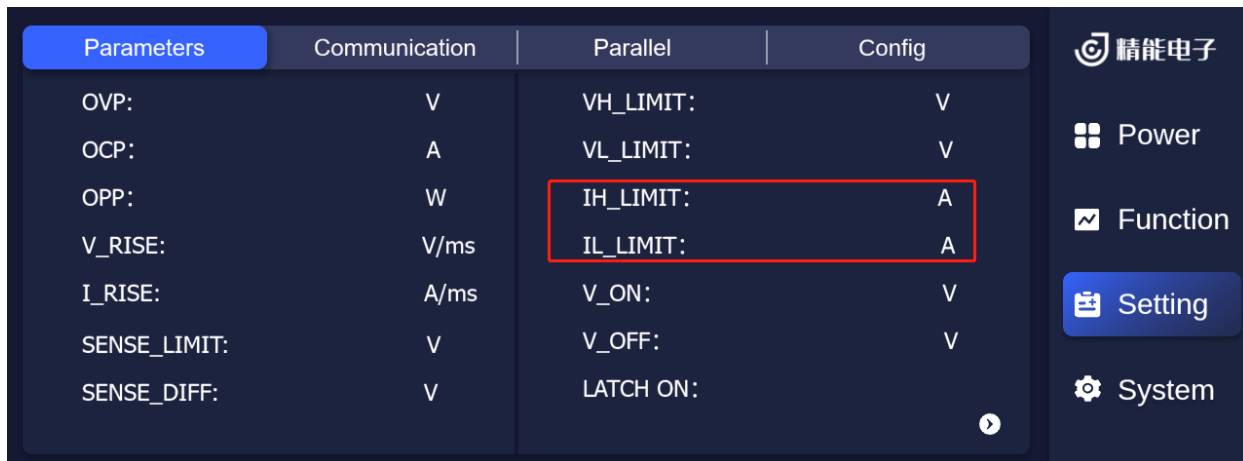 Parameters Communication Parallel Config
精能电子
OVP: V
OCP: A
OPP: W
V_RISE: V/ms
I_RISE: A/ms
SENSE_LIMIT: V
SENSE_DIFF: V
VH_LIMIT: V
VL_LIMIT: V
IH_LIMIT: A
IL_LIMIT: A
V_ON: V
V_OFF: V
LATCH ON:
Power
Function
Setting
System